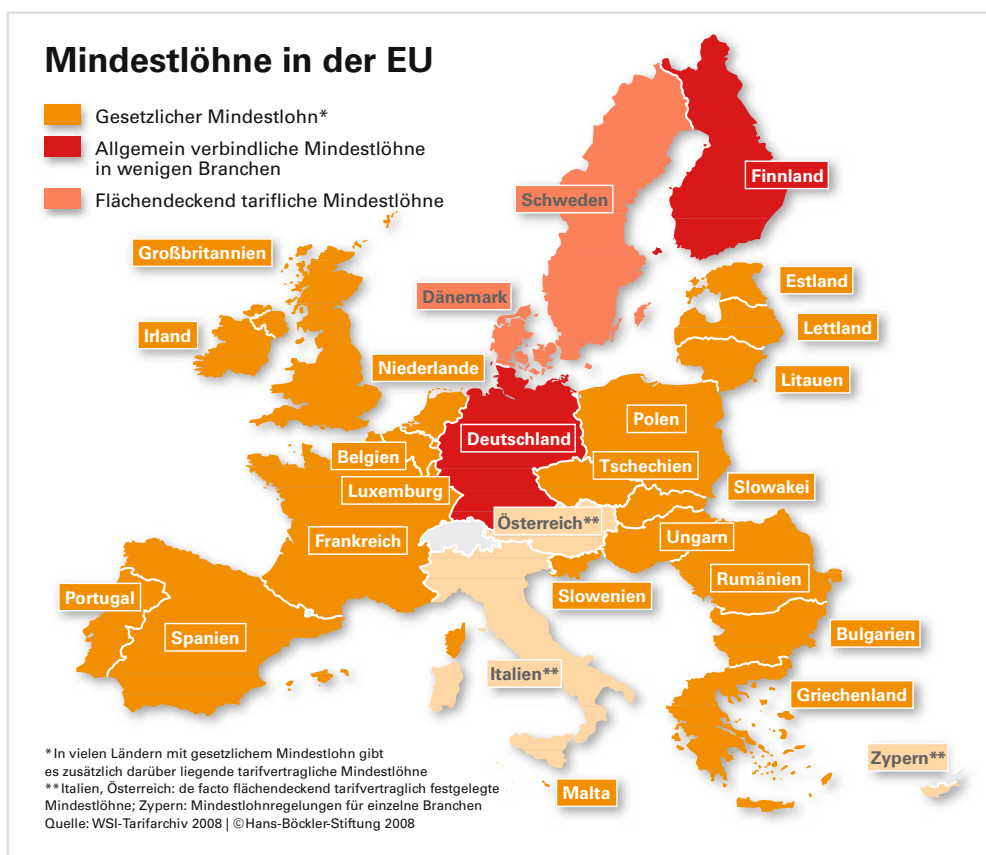 Mindestlöhne in der EU
Gesetzlicher Mindestlohn*
Allgemein verbindliche Mindestlöhne
in wenigen Branchen
Flächendeckend tarifliche Mindestlöhne
Finnland
Schweden
Großbritannien
Estland
Dänemark
Lettland
Irland
Niederlande
Litauen
Polen
Deutschland
Belgien
Tschechien
Luxemburg
Slowakei
Österreich**
Ungarn
Frankreich
Rumänien
Slowenien
Portugal
Spanien
Bulgarien
Italien**
Griechenland
Zypern**
Malta
*In vielen Ländern mit gesetzlichem Mindestlohn gibt
es zusätzlich darüber liegende tarifvertragliche Mindestlöhne
**Italien, Österreich: de facto flächendeckend tarifvertraglich festgelegte
Mindestlöhne; Zypern: Mindestlohnregelungen für einzelne Branchen
Quelle: WSI-Tarifarchiv 2008 | ©Hans-Böckler-Stiftung 2008